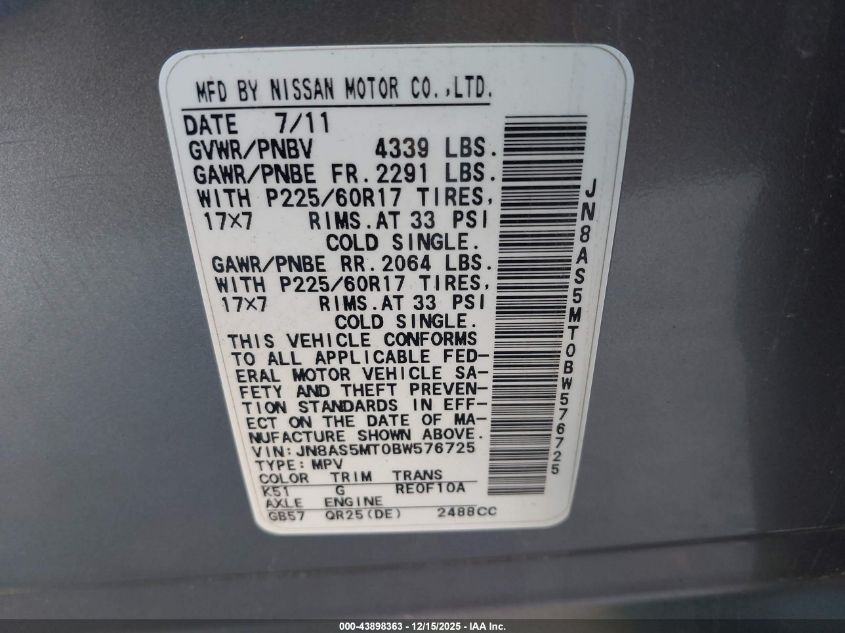 MFD BY NISSAN MOTOR CO.,LTD.
DATE 7/11
GVWR/PNBV 4339 LBS.
GAWR/PNBE FR.2291 LBS.
WITH P225/60R17 TIRES,
17X7 RIMS.AT 33 PSI
COLD SINGLE.
GAWR/PNBE RR.2064 LBS.
WITH P225/60R17 TIRES,
17X7 RIMS.AT 33 PSI
COLD SINGLE.
THIS VEHICLE CONFORMS
TO ALL APPLICABLE FED-
ERAL MOTOR VEHICLE SA-
FETY AND THEFT PREVEN-
TION STANDARDS IN EFF-
ECT ON THE DATE OF MA-
NUFACTURE SHOWN ABOVE.
VIN:JN8AS5MT0BW576725
TYPE:MPV
COLOR TRIM TRANS
K51 G RE0F10A
AXLE ENGINE
GB57 QR25(DE) 2488CC
JN8AS5MT0BW576725
000-43898363 - 12/15/2025 - IAA Inc.